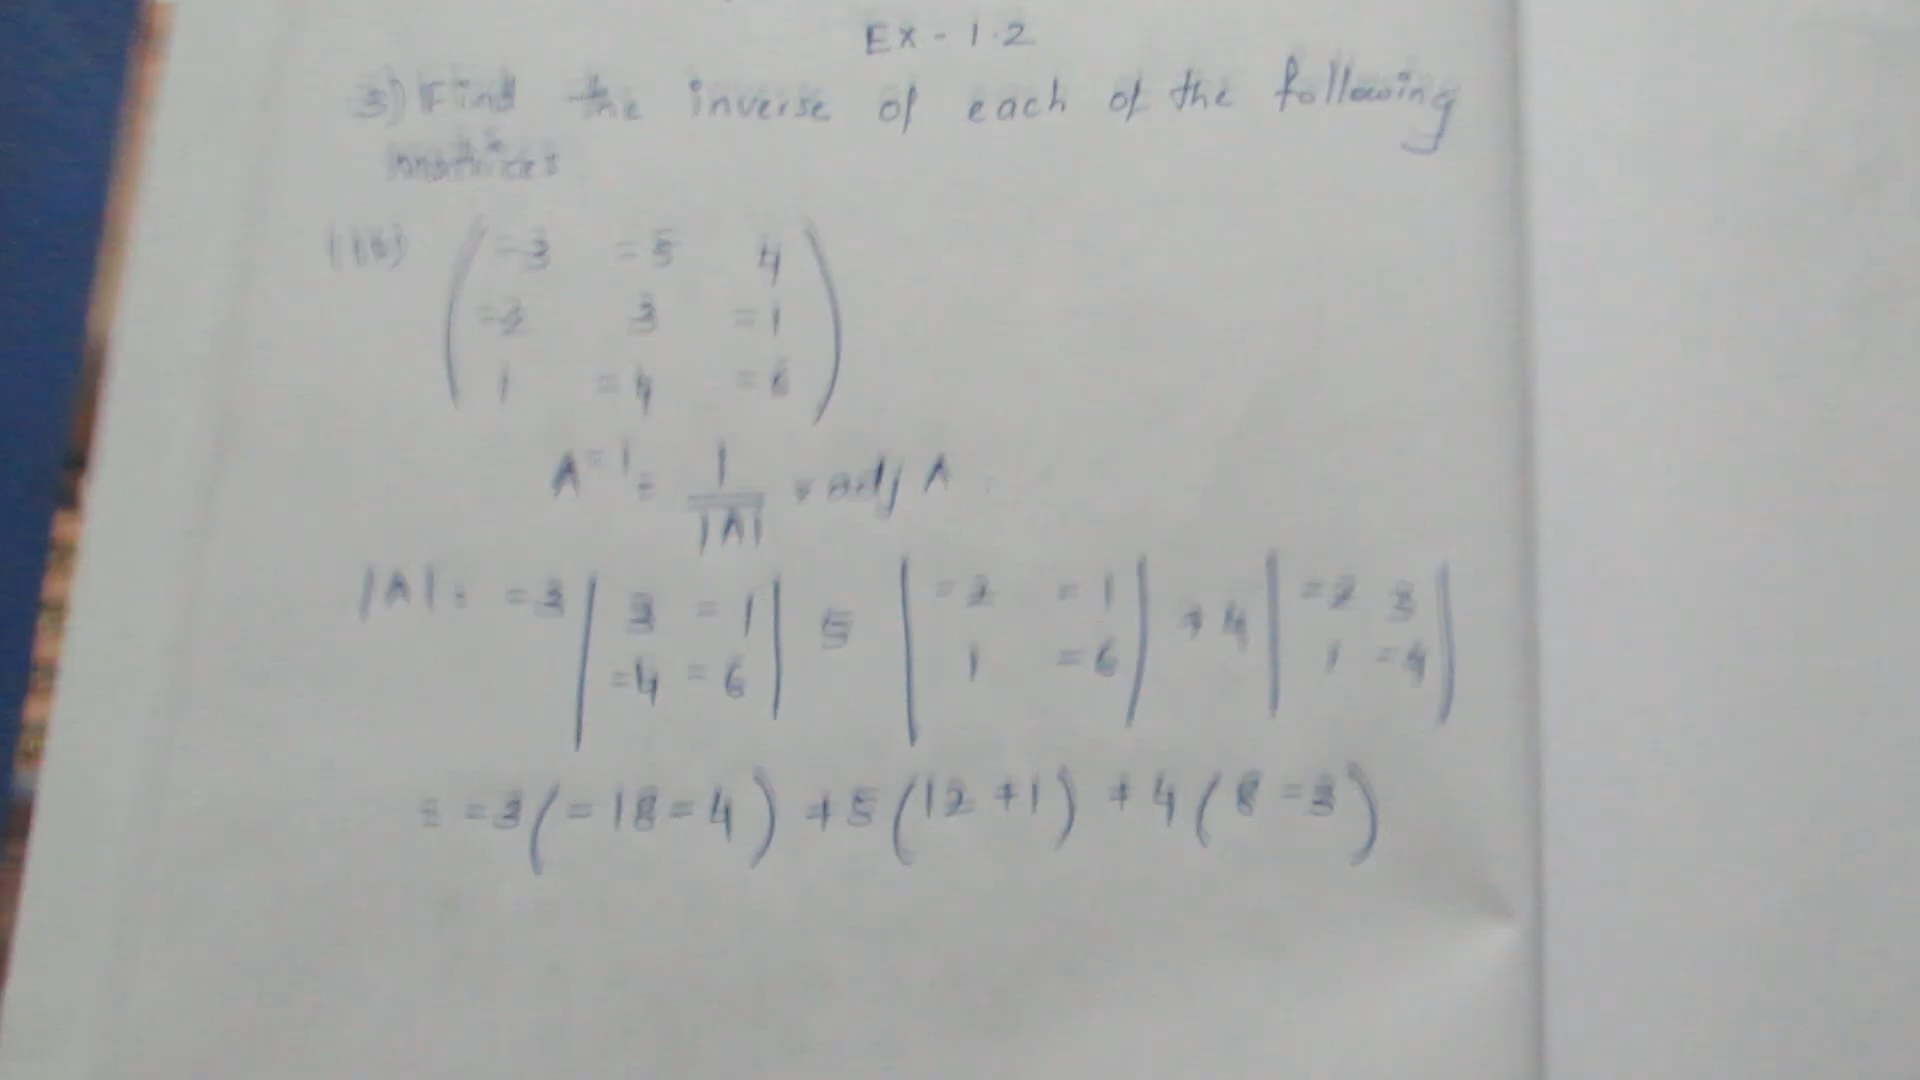 Ex - 1.2
3) Find the inverse of each of the following
matrices
-3 -5 4
-2 3 -1
1 -4 -6
A⁻¹ = 1/|A| · adj A
|A| = -3 | 3 -1 | 5 | -2 -1 | + 4 | -2 3 |
-4 -6 1 -6 1 -4
= -3(-18-4) + 5(12+1) + 4(8-3)